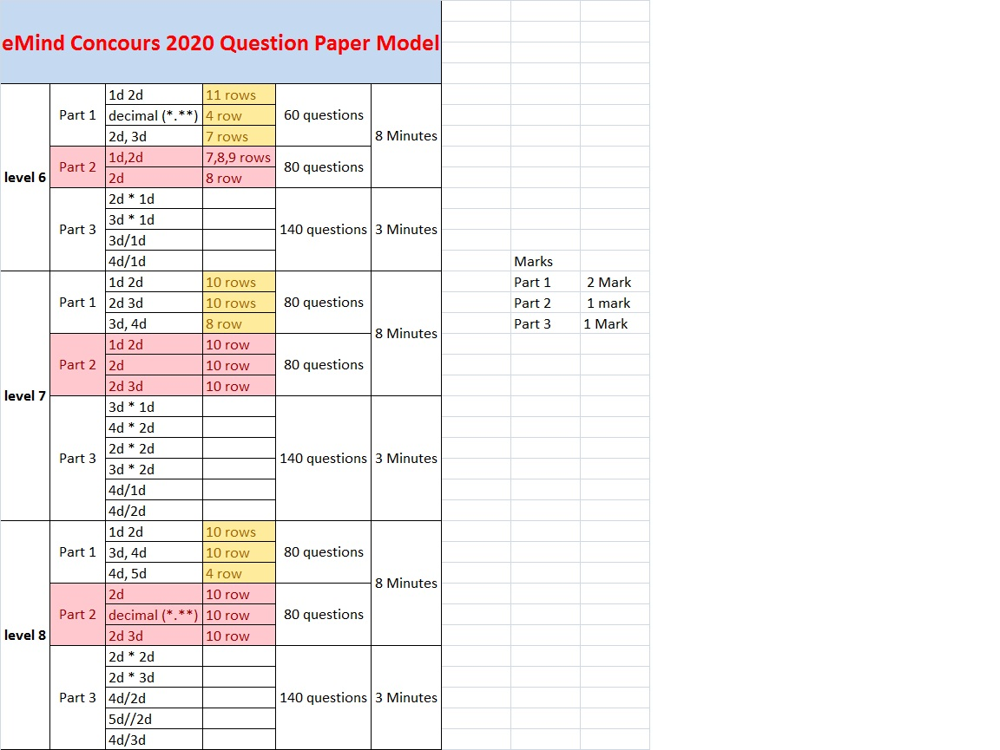 eMind Concours 2020 Question Paper Model
level 6
Part 1
1d 2d 11 rows
decimal (*.**) 4 row
2d, 3d 7 rows
60 questions
8 Minutes
Part 2
1d,2d 7,8,9 rows
2d 8 row
80 questions
Part 3
2d * 1d
3d * 1d
3d/1d
4d/1d
140 questions
3 Minutes
level 7
Part 1
1d 2d 10 rows
2d 3d 10 rows
3d, 4d 8 row
80 questions
8 Minutes
Part 2
1d 2d 10 row
2d 10 row
2d 3d 10 row
80 questions
Part 3
3d * 1d
4d * 2d
2d * 2d
3d * 2d
4d/1d
4d/2d
140 questions
3 Minutes
level 8
Part 1
1d 2d 10 rows
3d, 4d 10 row
4d, 5d 4 row
80 questions
8 Minutes
Part 2
2d 10 row
decimal (*.**) 10 row
2d 3d 10 row
80 questions
Part 3
2d * 2d
2d * 3d
4d/2d
5d//2d
4d/3d
140 questions
3 Minutes
Marks
Part 1 2 Mark
Part 2 1 mark
Part 3 1 Mark